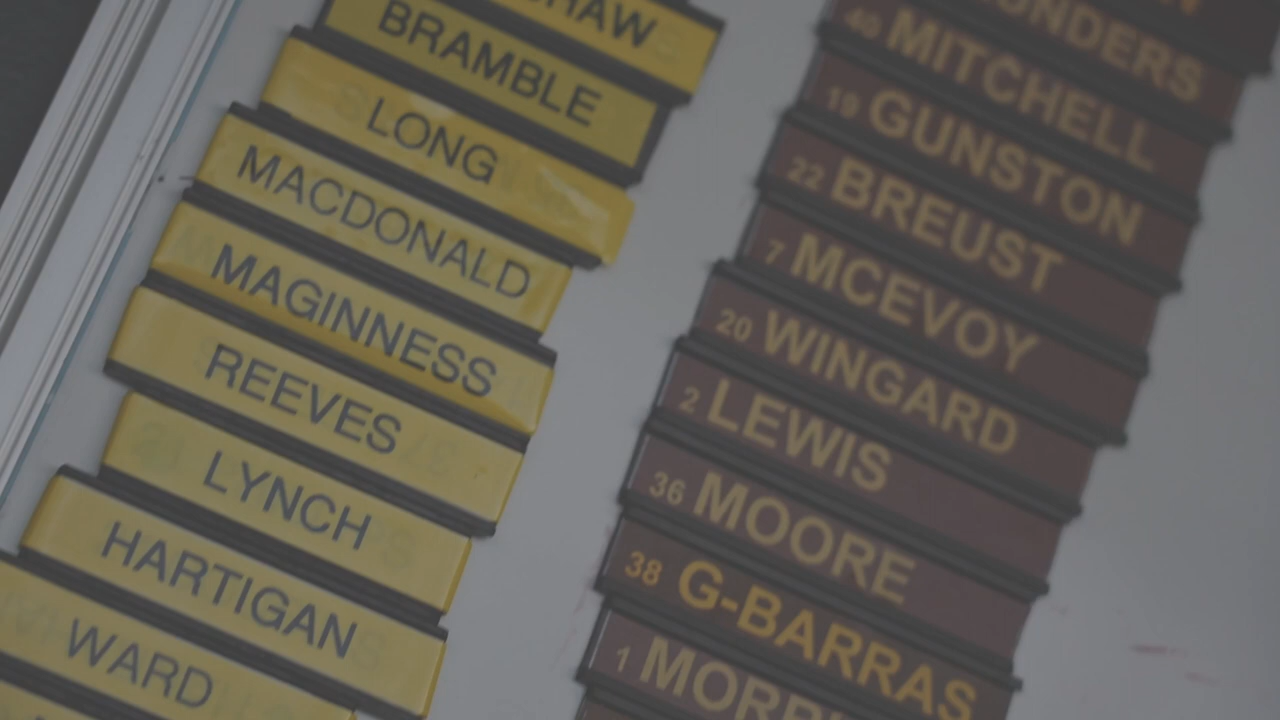 BRAMBLE
LONG
MACDONALD
MAGINNESS
REEVES
LYNCH
HARTIGAN
WARD
40 MITCHELL
19 GUNSTON
22 BREUST
7 MCEVOY
20 WINGARD
2 LEWIS
36 MOORE
38 G-BARRAS
1